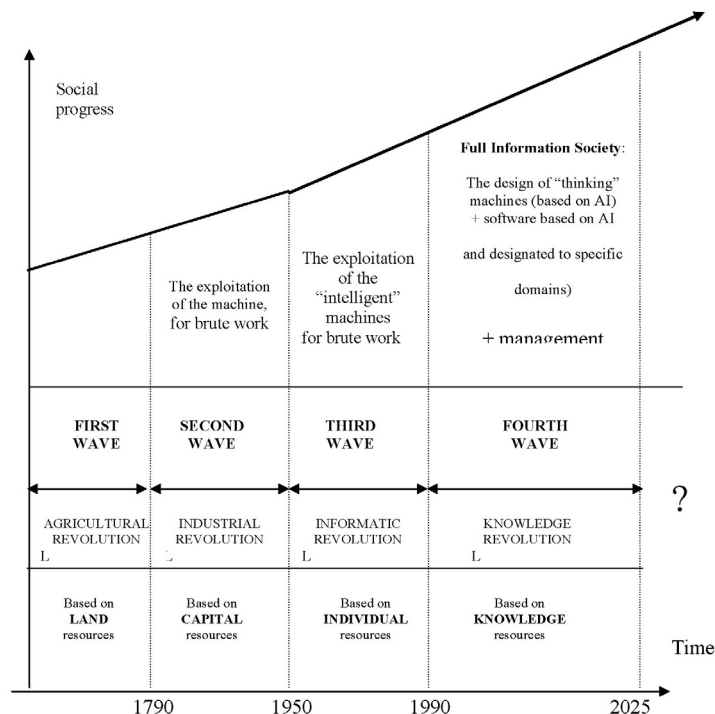 Social
progress
Full Information Society:
The design of “thinking”
machines (based on AI)
+ software based on AI
and designated to specific
domains)
+ management
The exploitation
of the machine,
for brute work
The exploitation
of the
“intelligent”
machines
for brute work
FIRST
WAVE
SECOND
WAVE
THIRD
WAVE
FOURTH
WAVE
?
AGRICULTURAL
REVOLUTION
L
INDUSTRIAL
REVOLUTION
L
INFORMATIC
REVOLUTION
L
KNOWLEDGE
REVOLUTION
L
Based on
LAND
resources
Based on
CAPITAL
resources
Based on
INDIVIDUAL
resources
Based on
KNOWLEDGE
resources
Time
1790
1950
1990
2025